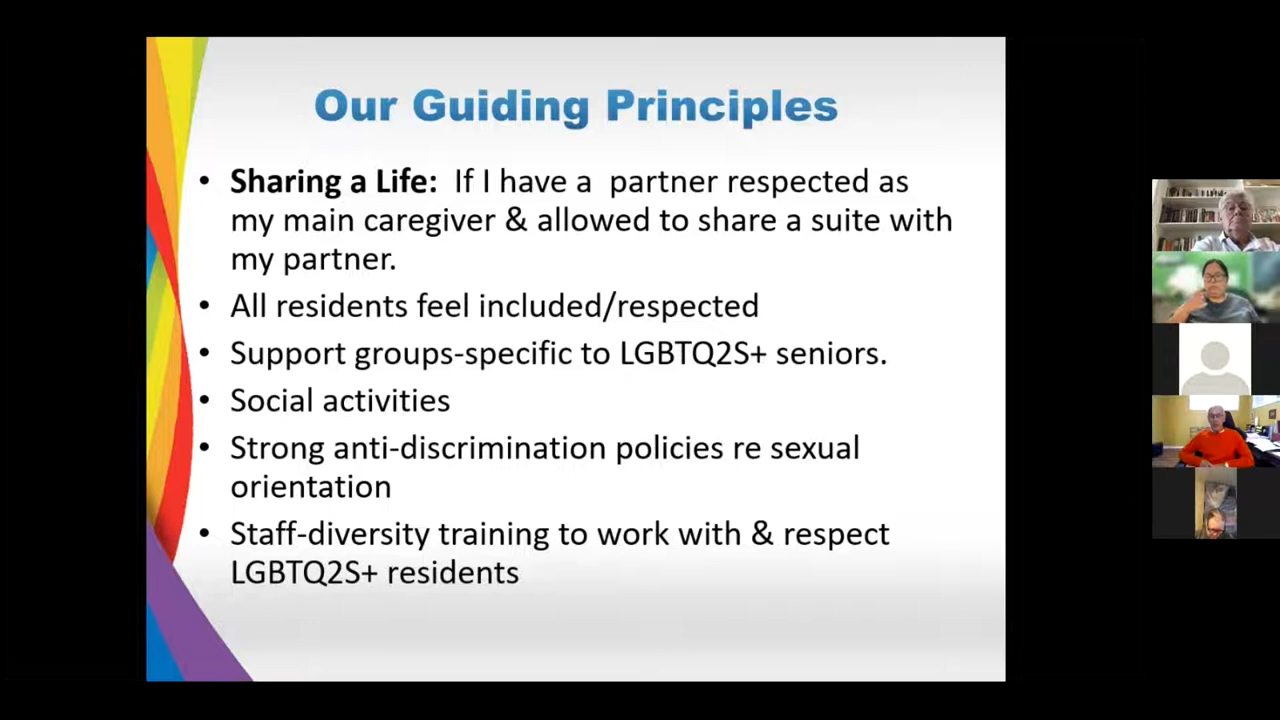 Our Guiding Principles
• Sharing a Life: If I have a partner respected as
my main caregiver & allowed to share a suite with
my partner.
• All residents feel included/respected
• Support groups-specific to LGBTQ2S+ seniors.
• Social activities
• Strong anti-discrimination policies re sexual
orientation
• Staff-diversity training to work with & respect
LGBTQ2S+ residents